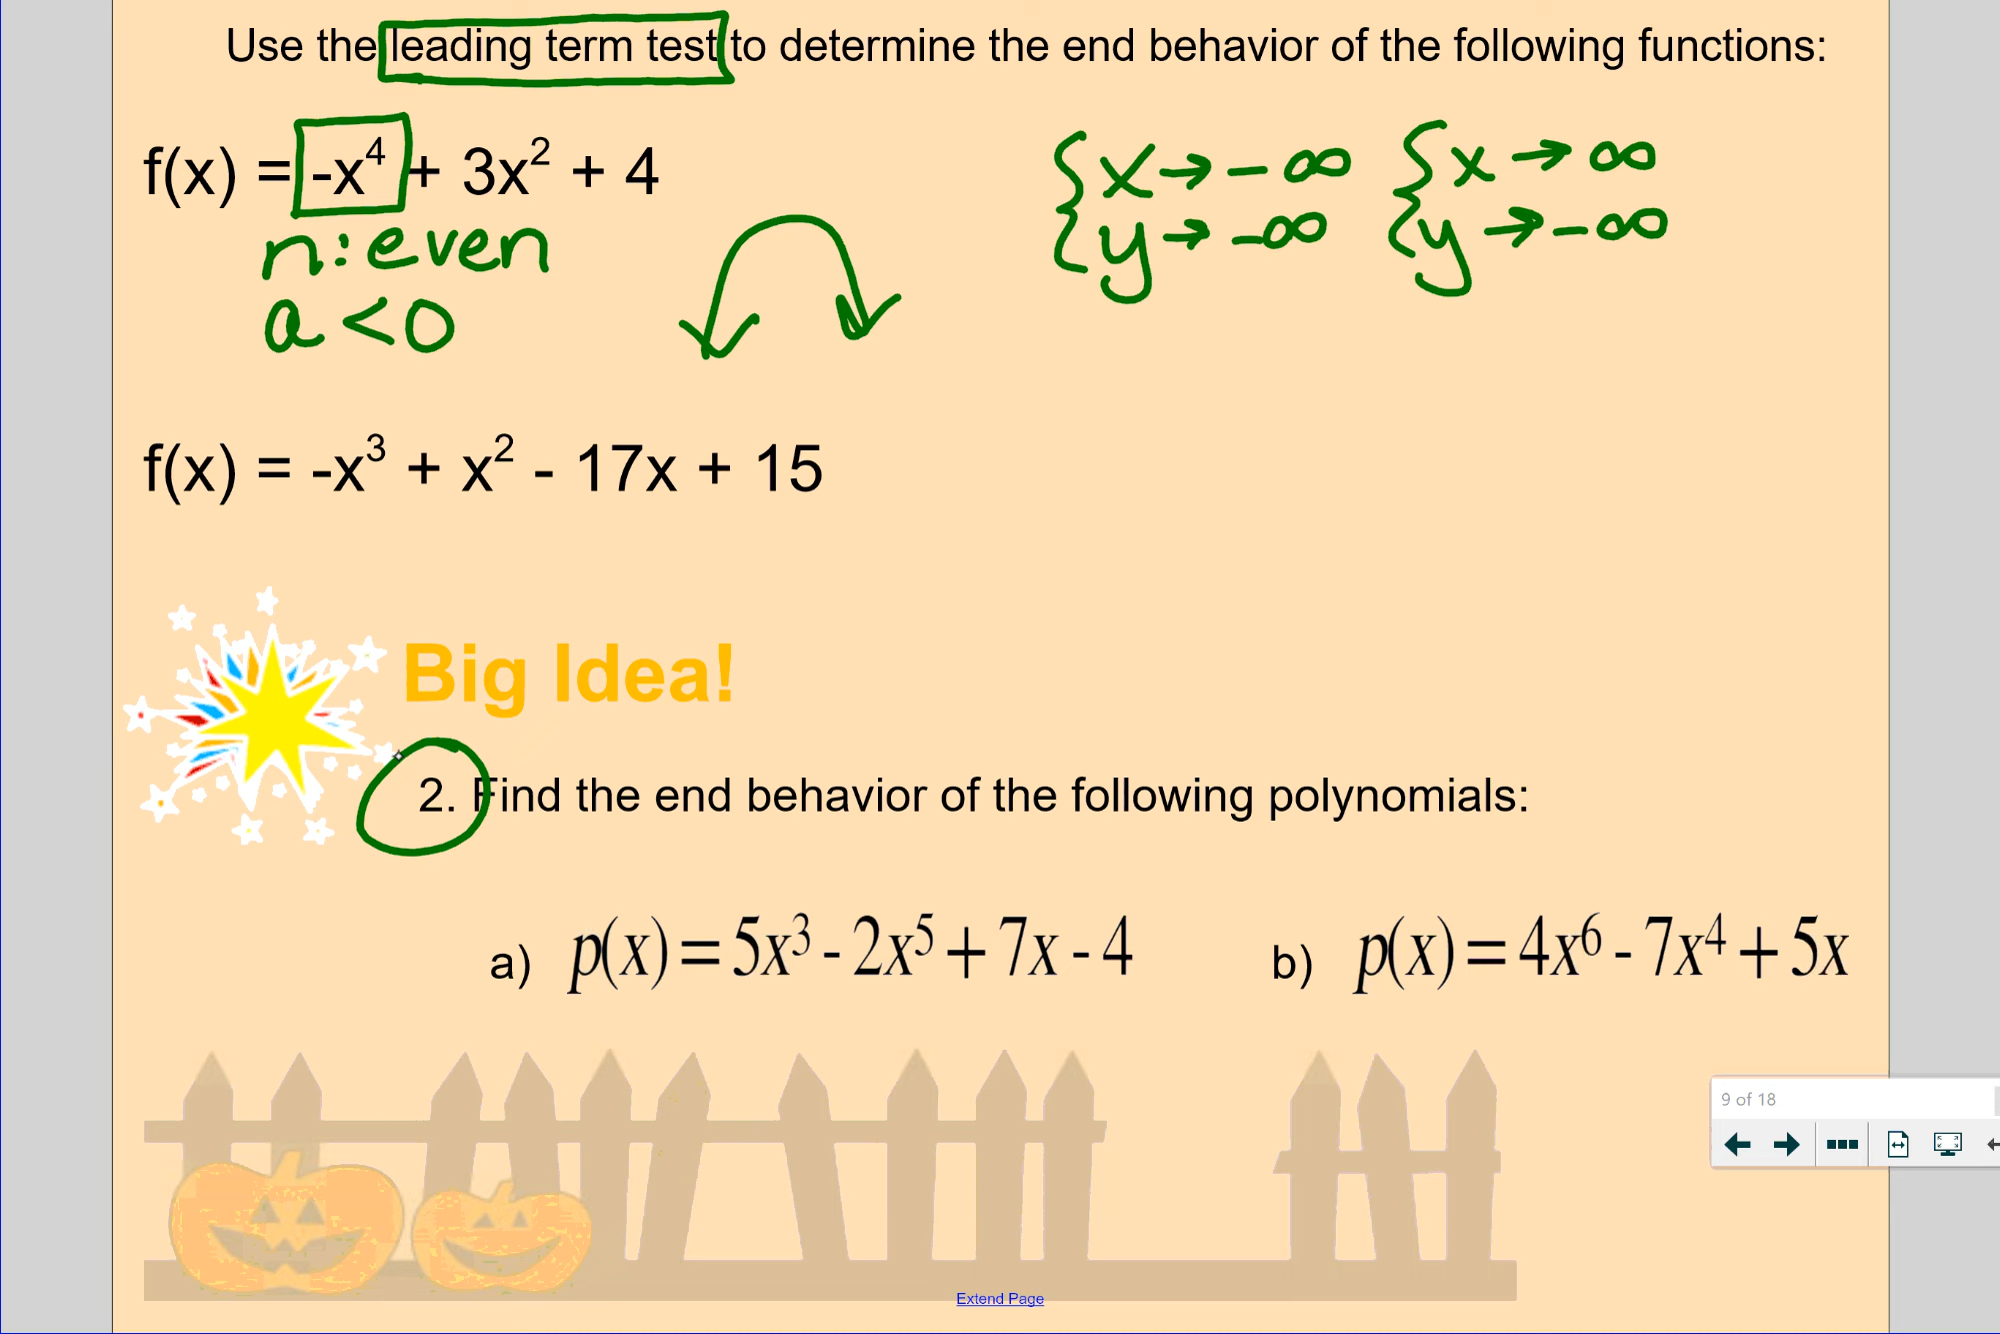 Use the leading term test to determine the end behavior of the following functions:
f(x) = -x⁴ + 3x² + 4
{x→-∞ {x→∞
{y→-∞ {y→-∞
n: even
a<0
f(x) = -x³ + x² - 17x + 15
Big Idea!
2. Find the end behavior of the following polynomials:
a) p(x) = 5x³ - 2x⁵ + 7x - 4 b) p(x) = 4x⁶ - 7x⁴ + 5x
9 of 18
Extend Page